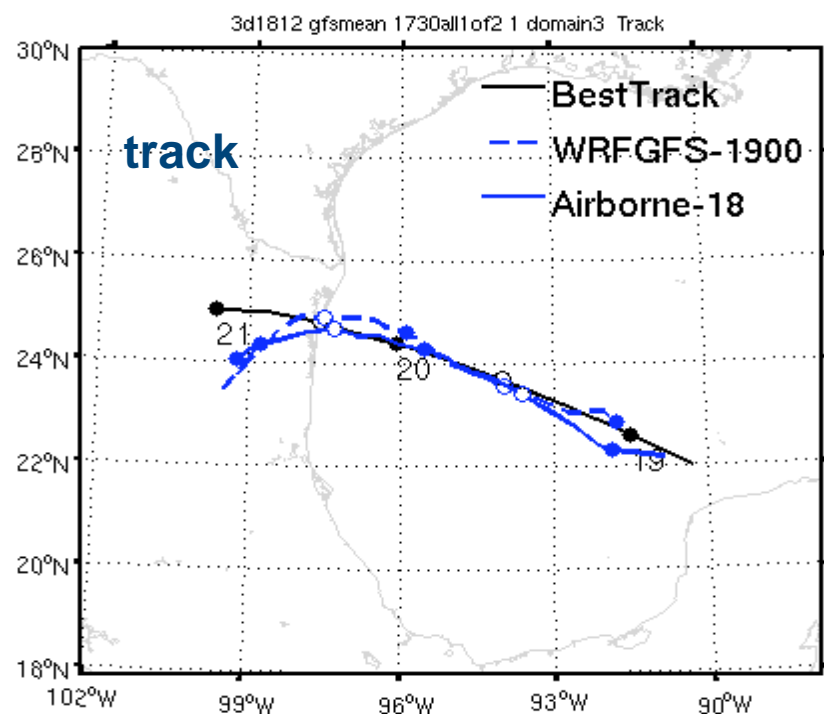 3d1812 gfsmean 1730all1of2 1 domain3 Track
30°N
BestTrack
track
28°N
WRFGFS-1900
Airborne-18
26°N
21
24°N
20
19
22°N
20°N
18°N
102°W
99°W
96°W
93°W
90°W